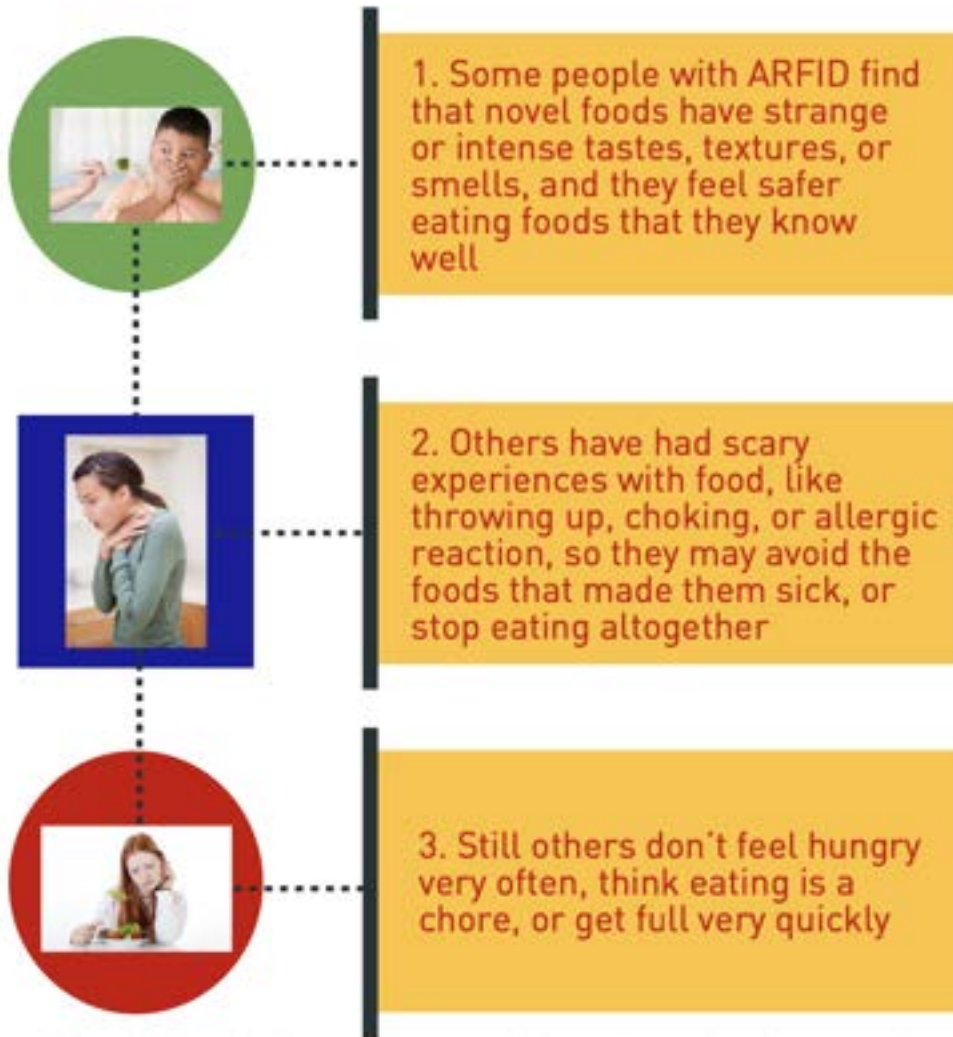 1. Some people with ARFID find
that novel foods have strange
or intense tastes, textures, or
smells, and they feel safer
eating foods that they know
well
2. Others have had scary
experiences with food, like
throwing up, choking, or allergic
reaction, so they may avoid the
foods that made them sick, or
stop eating altogether
3. Still others don't feel hungry
very often, think eating is a
chore, or get full very quickly